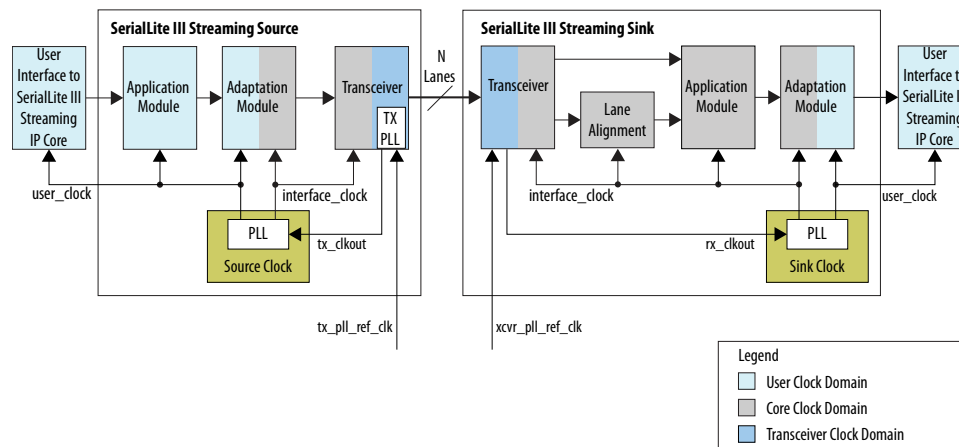 SerialLite III Streaming Source
User
Interface to
SerialLite III
Streaming
IP Core
Application
Module
Adaptation
Module
Transceiver
TX
PLL
N
Lanes
user_clock
interface_clock
PLL
Source Clock
tx_clkout
tx_pll_ref_clk
SerialLite III Streaming Sink
Transceiver
Lane
Alignment
Application
Module
Adaptation
Module
User
Interface to
SerialLite II
Streaming
IP Core
interface_clock
user_clock
rx_clkout
PLL
Sink Clock
xcvr_pll_ref_clk
Legend
User Clock Domain
Core Clock Domain
Transceiver Clock Domain